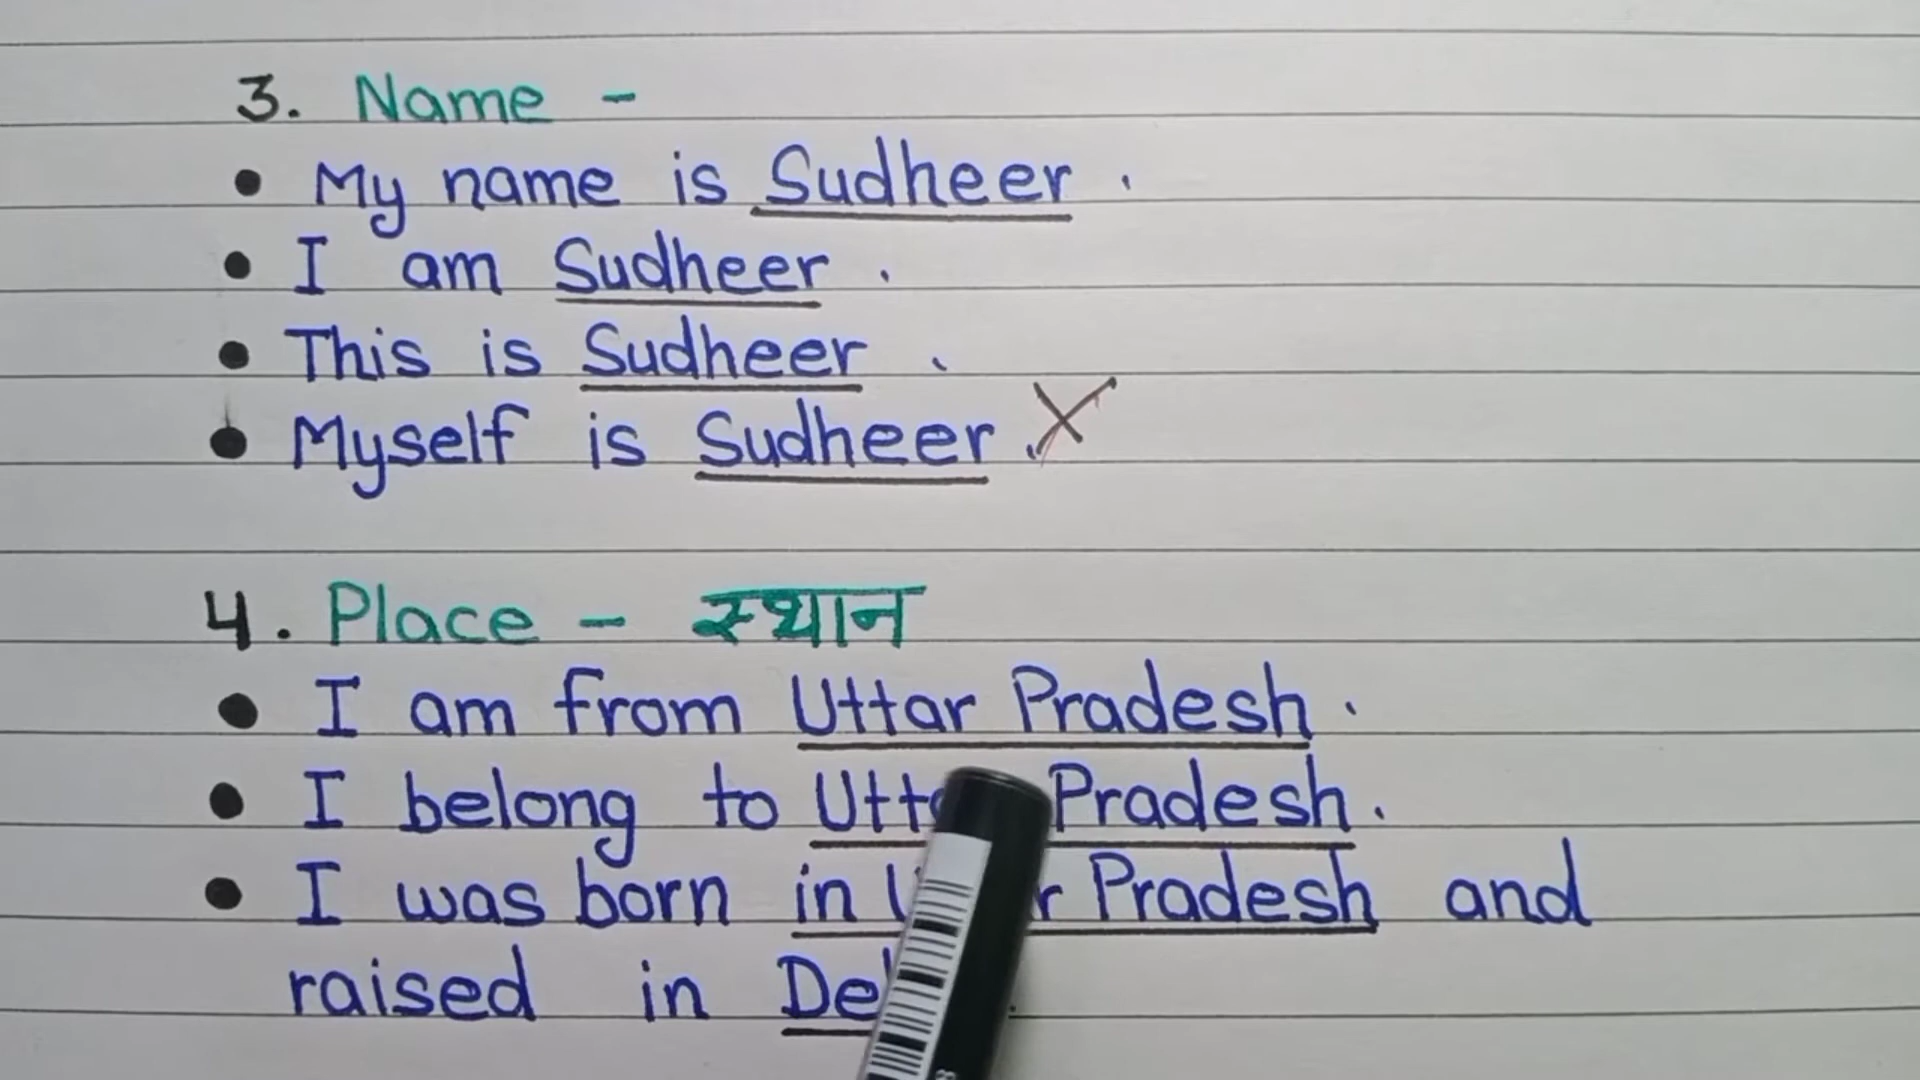 3. Name -
• My name is Sudheer.
• I am Sudheer.
• This is Sudheer.
• Myself is Sudheer. X
4. Place - स्थान
• I am from Uttar Pradesh.
• I belong to Pradesh.
• I was born in Pradesh and
raised in